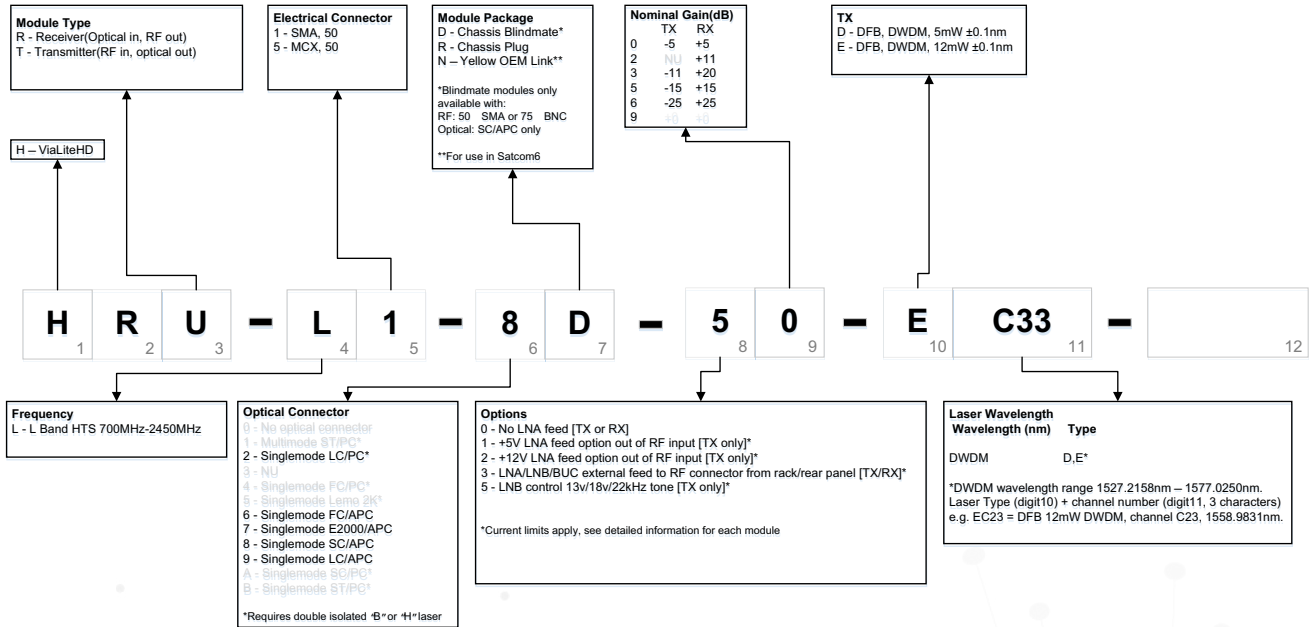 Module Type
R - Receiver(Optical in, RF out)
T - Transmitter(RF in, optical out)
Electrical Connector
1 - SMA, 50
5 - MCX, 50
Module Package
D - Chassis Blindmate*
R - Chassis Plug
N – Yellow OEM Link**
*Blindmate modules only
available with:
RF: 50 SMA or 75 BNC
Optical: SC/APC only
**For use in Satcom6
Nominal Gain(dB)
TX RX
0 -5 +5
2 NU +11
3 -11 +20
5 -15 +15
6 -25 +25
9 +0 +0
TX
D - DFB, DWDM, 5mW ±0.1nm
E - DFB, DWDM, 12mW ±0.1nm
H – ViaLiteHD
H R U – L 1 – 8 D – 5 0 – E C33 –
1 2 3 4 5 6 7 8 9 10 11 12
Frequency
L - L Band HTS 700MHz-2450MHz
Optical Connector
0 - No optical connector
1 - Multimode ST/PC*
2 - Singlemode LC/PC*
3 - NU
4 - Singlemode FC/PC*
5 - Singlemode Lemo 2K*
6 - Singlemode FC/APC
7 - Singlemode E2000/APC
8 - Singlemode SC/APC
9 - Singlemode LC/APC
A - Singlemode SC/PC*
B - Singlemode ST/PC*
*Requires double isolated “B” or “H” laser
Options
0 - No LNA feed [TX or RX]
1 - +5V LNA feed option out of RF input [TX only]*
2 - +12V LNA feed option out of RF input [TX only]*
3 - LNA/LNB/BUC external feed to RF connector from rack/rear panel [TX/RX]*
5 - LNB control 13v/18v/22kHz tone [TX only]*
*Current limits apply, see detailed information for each module
Laser Wavelength
Wavelength (nm) Type
DWDM D,E*
*DWDM wavelength range 1527.2158nm – 1577.0250nm.
Laser Type (digit10) + channel number (digit11, 3 characters)
e.g. EC23 = DFB 12mW DWDM, channel C23, 1558.9831nm.